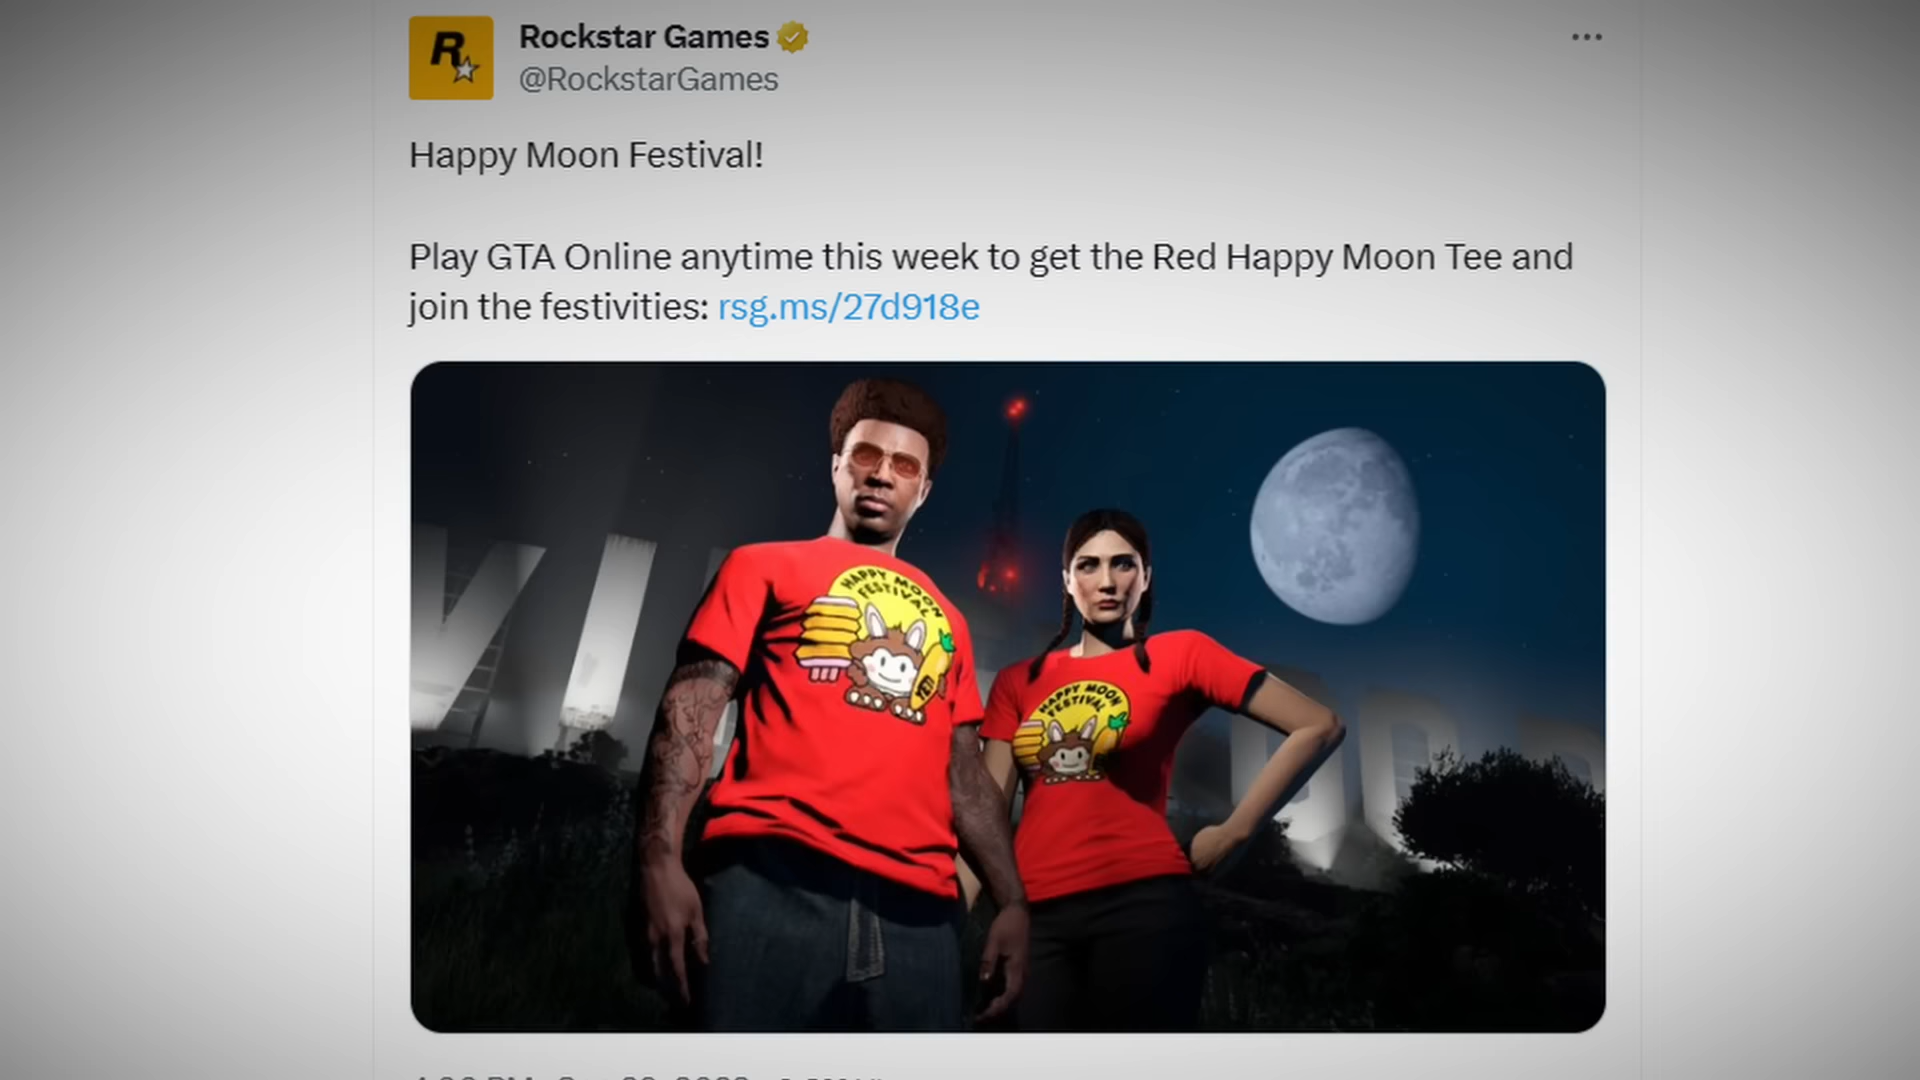 R
Rockstar Games
@RockstarGames
Happy Moon Festival!
Play GTA Online anytime this week to get the Red Happy Moon Tee and
join the festivities: rsg.ms/27d918e
HAPPY MOON
FESTIVAL
YETI
HAPPY MOON
FESTIVAL